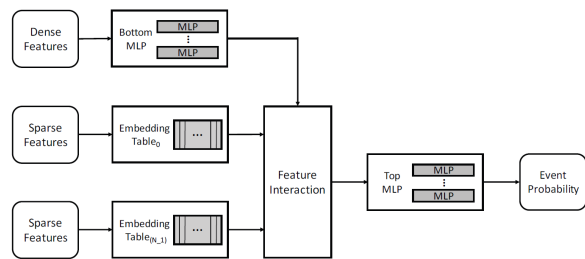 Dense
Features
Bottom
MLP
MLP
⋮
MLP
Sparse
Features
Embedding
Table0
...
Sparse
Features
Embedding
Table(N_1)
...
Feature
Interaction
Top
MLP
MLP
⋮
MLP
Event
Probability